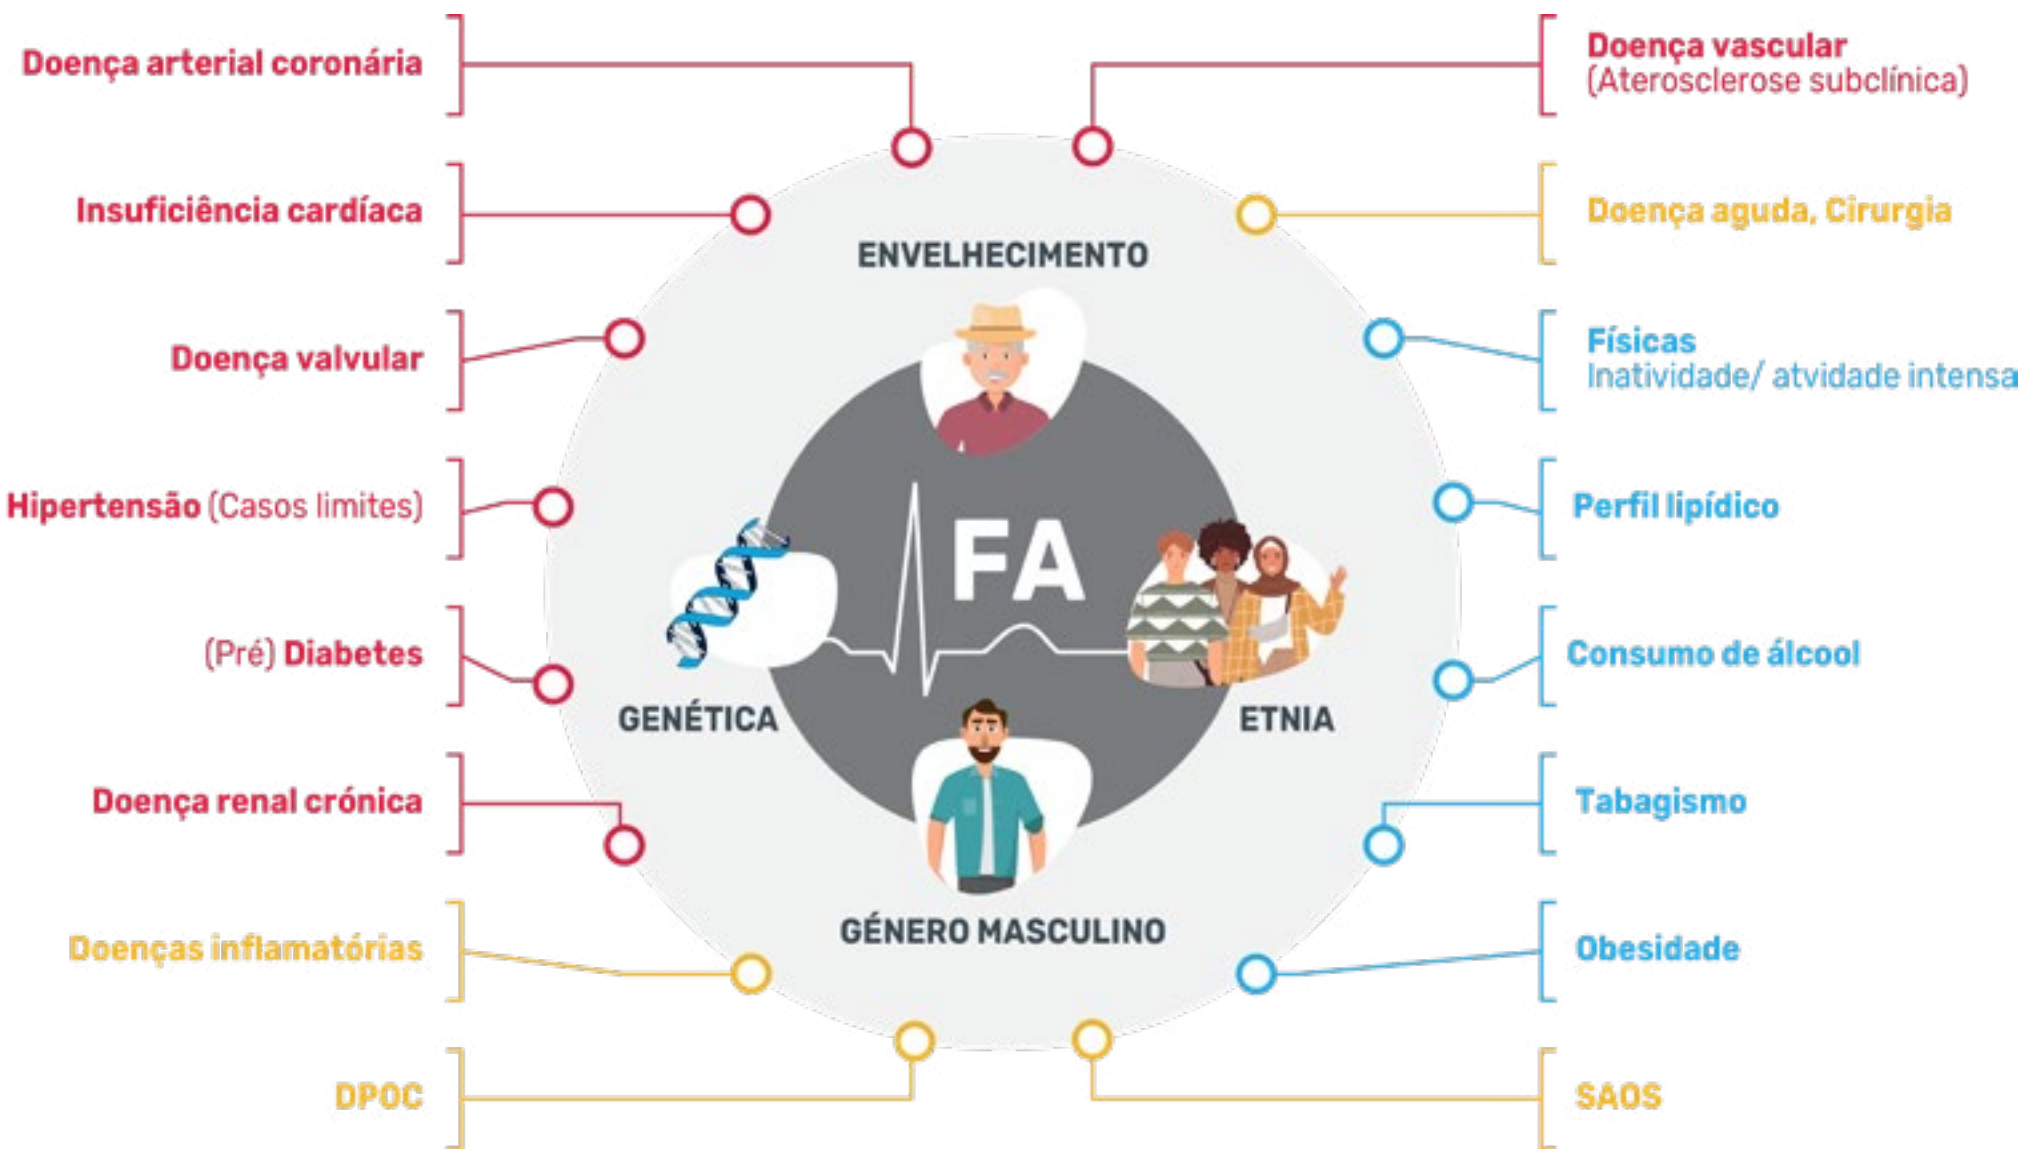 Doença arterial coronária
Insuficiência cardíaca
Doença valvular
Hipertensão (Casos limites)
(Pré) Diabetes
Doença renal crónica
Doenças inflamatórias
DPOC
ENVELHECIMENTO
FA
GENÉTICA
ETNIA
GÉNERO MASCULINO
Doença vascular
(Aterosclerose subclínica)
Doença aguda, Cirurgia
Físicas
Inatividade/ atvidade intensa
Perfil lipídico
Consumo de álcool
Tabagismo
Obesidade
SAOS